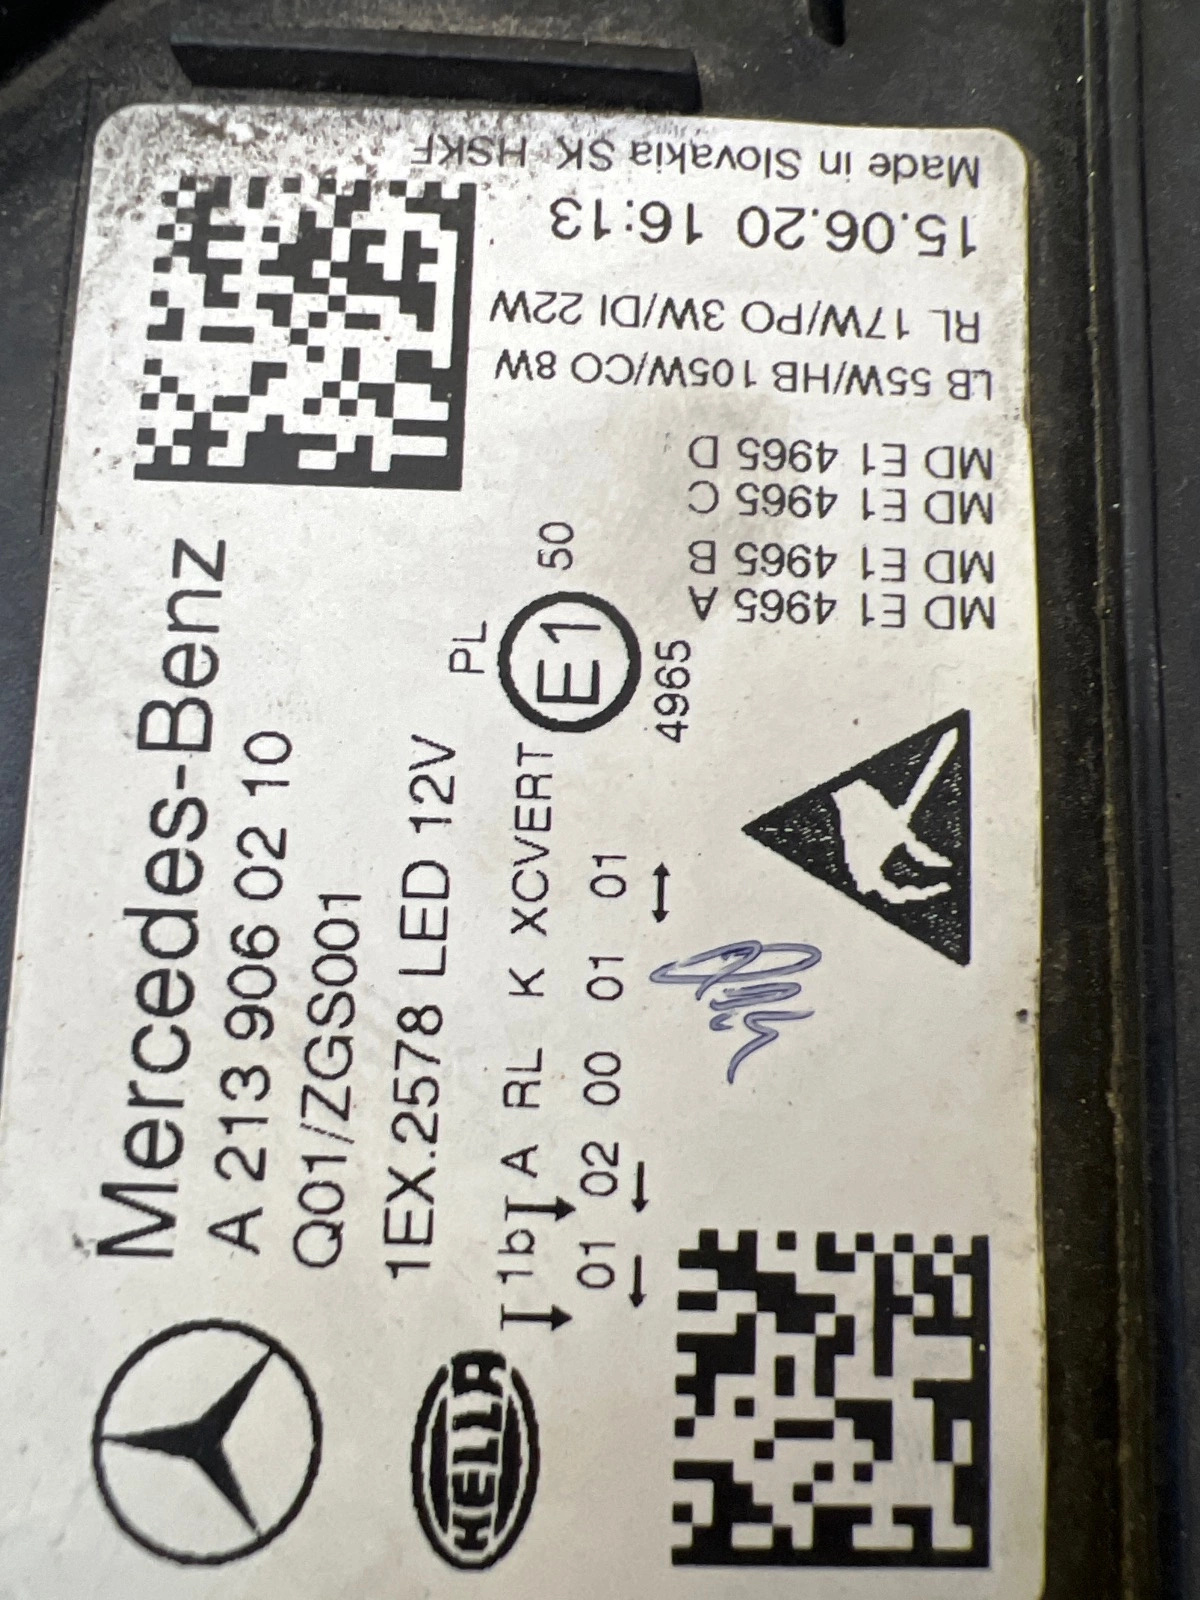 Mercedes-Benz
A 213 906 02 10
Q01/ZGS001
HELLA
1EX.2578 LED 12V
PL
1b A RL K XCVERT E1 50
01 02 00 01 01
4965
MD E1 4965 A
MD E1 4965 B
MD E1 4965 C
MD E1 4965 D
LB 55W/HB 105W/CO 8W
RL 17W/PO 3W/DI 22W
15.06.20 16:13
Made in Slovakia SK HSKF